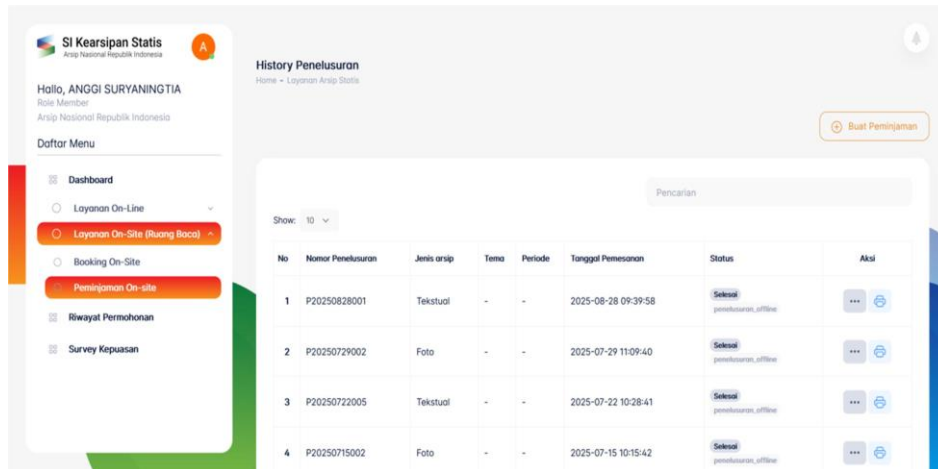 SI Kearsipan Statis
Arsip Nasional Republik Indonesia
A
Hallo, ANGGI SURYANINGTIA
Role Member
Arsip Nasional Republik Indonesia
Daftar Menu
Dashboard
Layanan On-Line
Layanan On-Site (Ruang Baca)
Booking On-Site
Peminjaman On-site
Riwayat Permohonan
Survey Kepuasan
History Penelusuran
Home - Layanan Arsip Statis
Buat Peminjaman
Pencarian
Show: 10
No Nomor Penelusuran Jenis arsip Tema Periode Tanggal Pemesanan Status Aksi
1 P20250828001 Tekstual - - 2025-08-28 09:39:58 Selesai
penelusuran_offline
2 P20250729002 Foto - - 2025-07-29 11:09:40 Selesai
penelusuran_offline
3 P20250722005 Tekstual - - 2025-07-22 10:28:41 Selesai
penelusuran_offline
4 P20250715002 Foto - - 2025-07-15 10:15:42 Selesai
penelusuran_offline